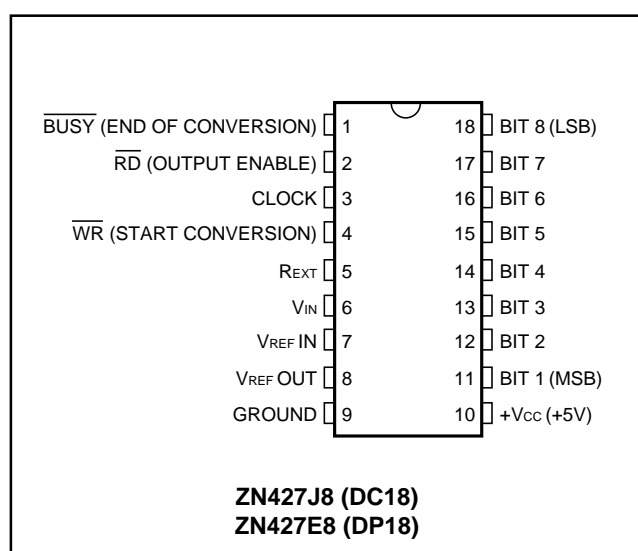 BUSY (END OF CONVERSION) 1 18 BIT 8 (LSB)
RD (OUTPUT ENABLE) 2 17 BIT 7
CLOCK 3 16 BIT 6
WR (START CONVERSION) 4 15 BIT 5
REXT 5 14 BIT 4
VIN 6 13 BIT 3
VREF IN 7 12 BIT 2
VREF OUT 8 11 BIT 1 (MSB)
GROUND 9 10 +VCC (+5V)
ZN427J8 (DC18)
ZN427E8 (DP18)